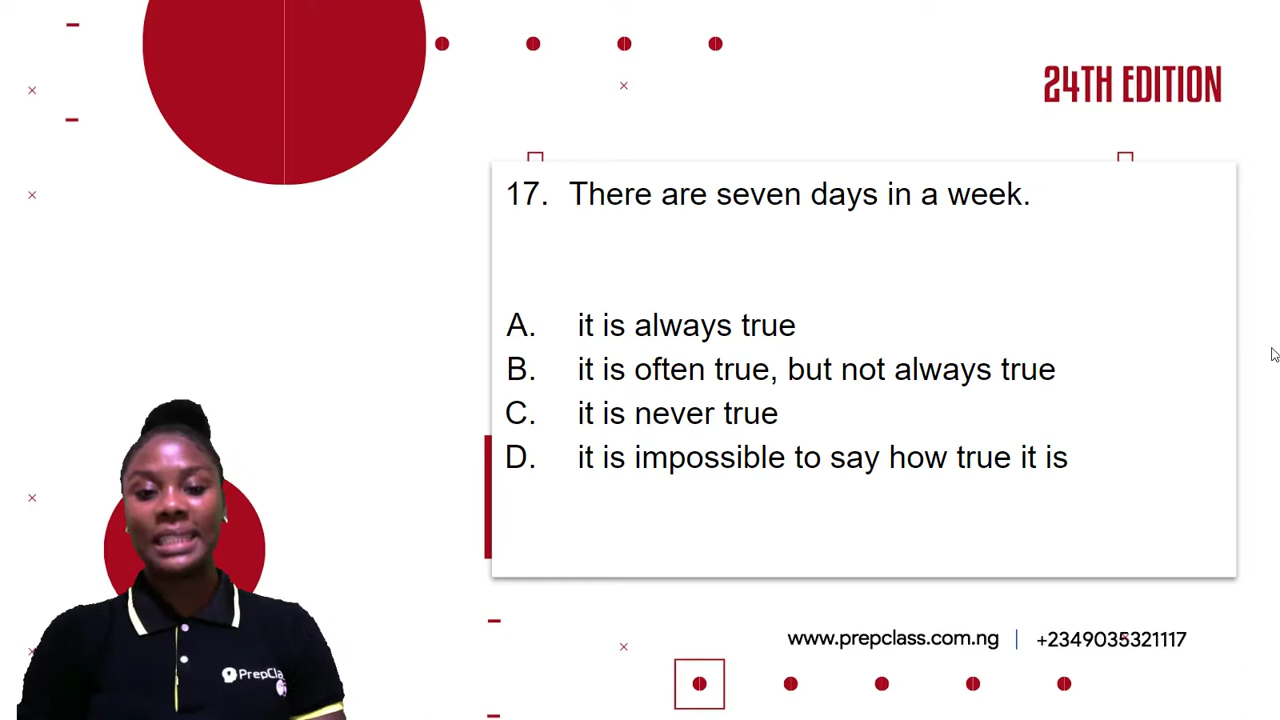 24TH EDITION
17. There are seven days in a week.
A. it is always true
B. it is often true, but not always true
C. it is never true
D. it is impossible to say how true it is
www.prepclass.com.ng | +2349035321117
PrepCla